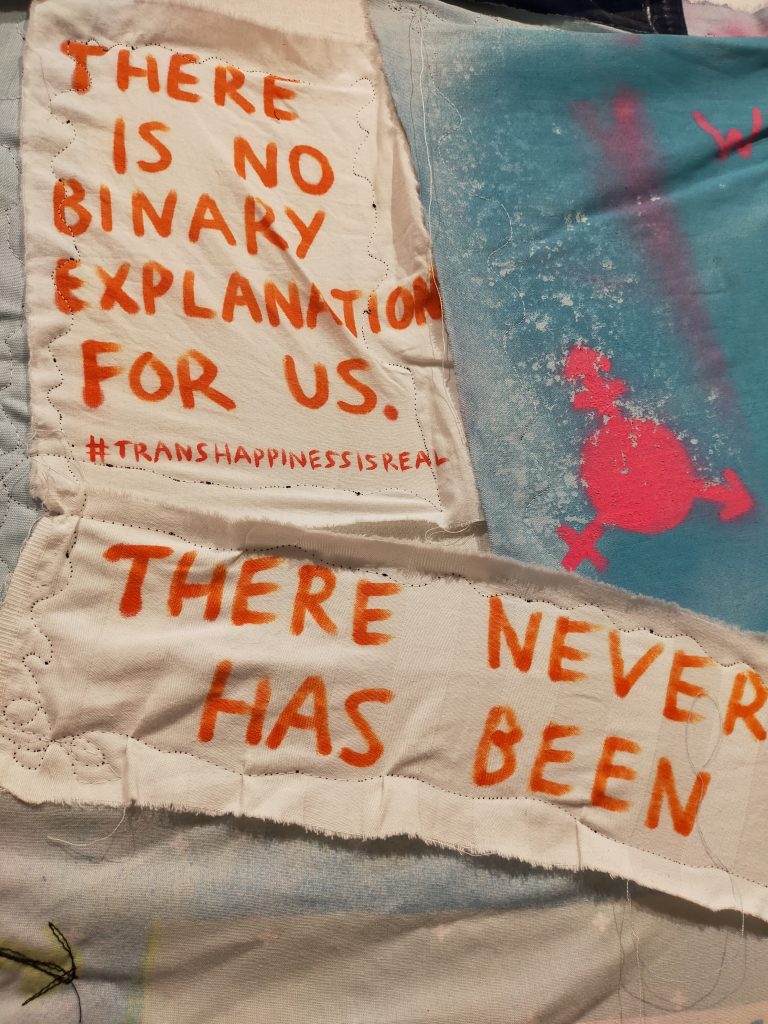 THERE
IS NO
BINARY
EXPLANATION
FOR US.
#TRANSHAPPINESSISREAL
W
THERE NEVER
HAS BEEN